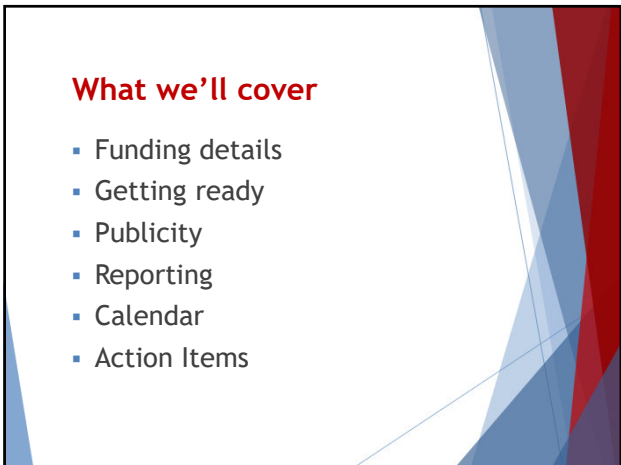 What we’ll cover
▪ Funding details
▪ Getting ready
▪ Publicity
▪ Reporting
▪ Calendar
▪ Action Items